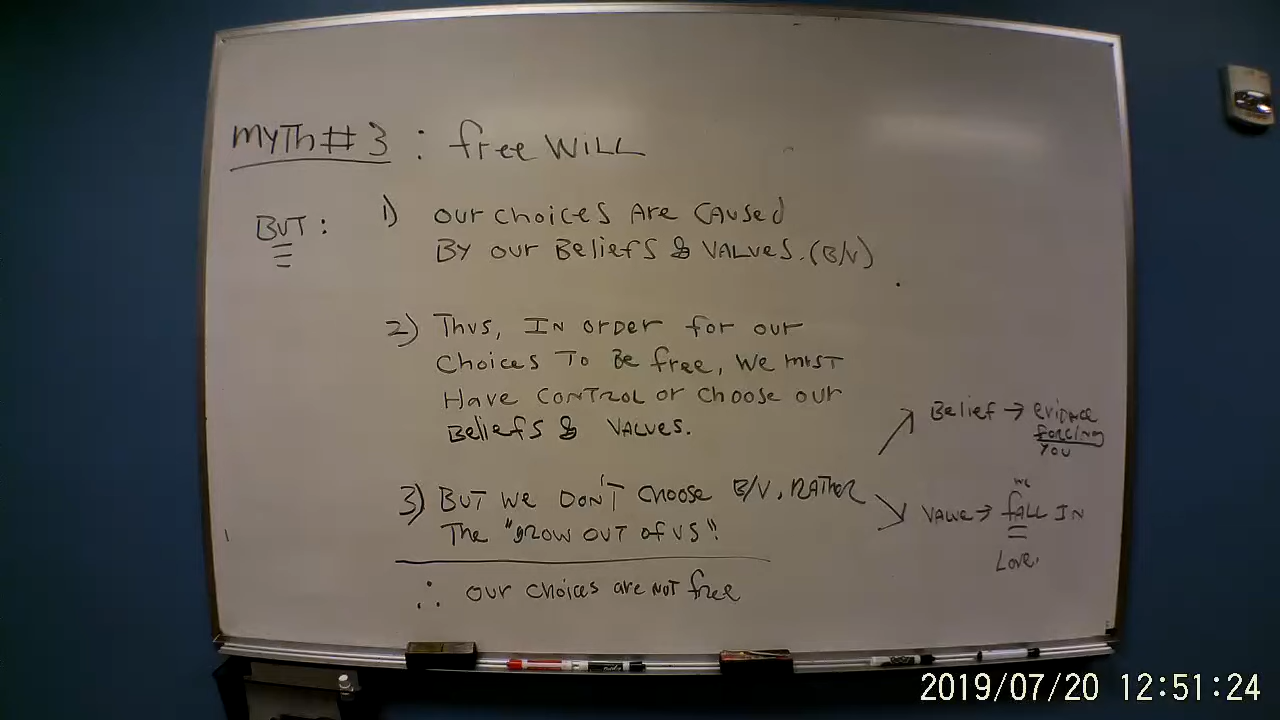 MYTH # 3 : free WILL
BUT: 1) OUR CHOICES ARE CAUSED
BY OUR BELIEFS & VALUES. (B/V)
2) THUS, IN ORDER FOR OUR
CHOICES TO BE free, WE MUST
HAVE CONTROL OR CHOOSE OUR
BELIEFS & VALUES.
3) BUT WE DON'T CHOOSE B/V, RATHER
THE "GROW OUT OF US".
∴ OUR CHOICES ARE NOT free
BELIEF → EVIDENCE
FORCING
YOU
WE
VALUE → FALL IN
LOVE.
2019/07/20 12:51:24